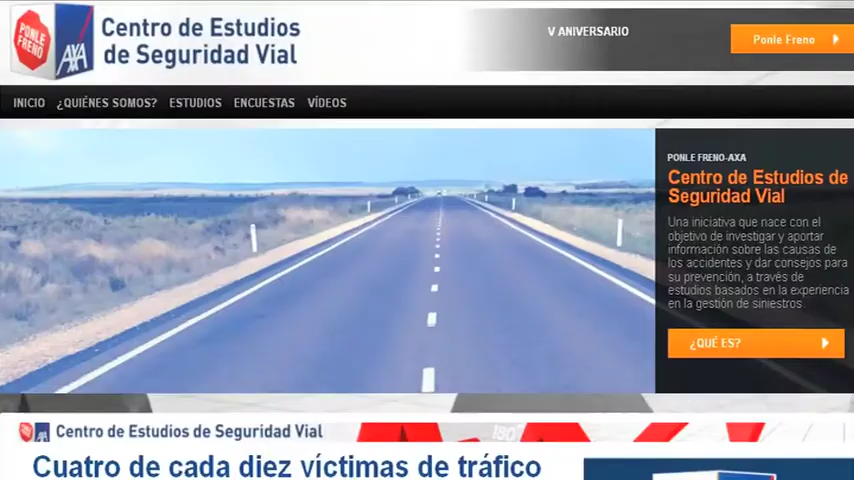 PONLE
FRENO
AXA
Centro de Estudios
de Seguridad Vial
V ANIVERSARIO
Ponle Freno
INICIO ¿QUIÉNES SOMOS? ESTUDIOS ENCUESTAS VÍDEOS
PONLE FRENO-AXA
Centro de Estudios de
Seguridad Vial
Una iniciativa que nace con el
objetivo de investigar y aportar
información sobre las causas de
los accidentes y dar consejos para
su prevención, a través de
estudios basados en la experiencia
en la gestión de siniestros.
¿QUÉ ES?
Centro de Estudios de Seguridad Vial
Cuatro de cada diez víctimas de tráfico